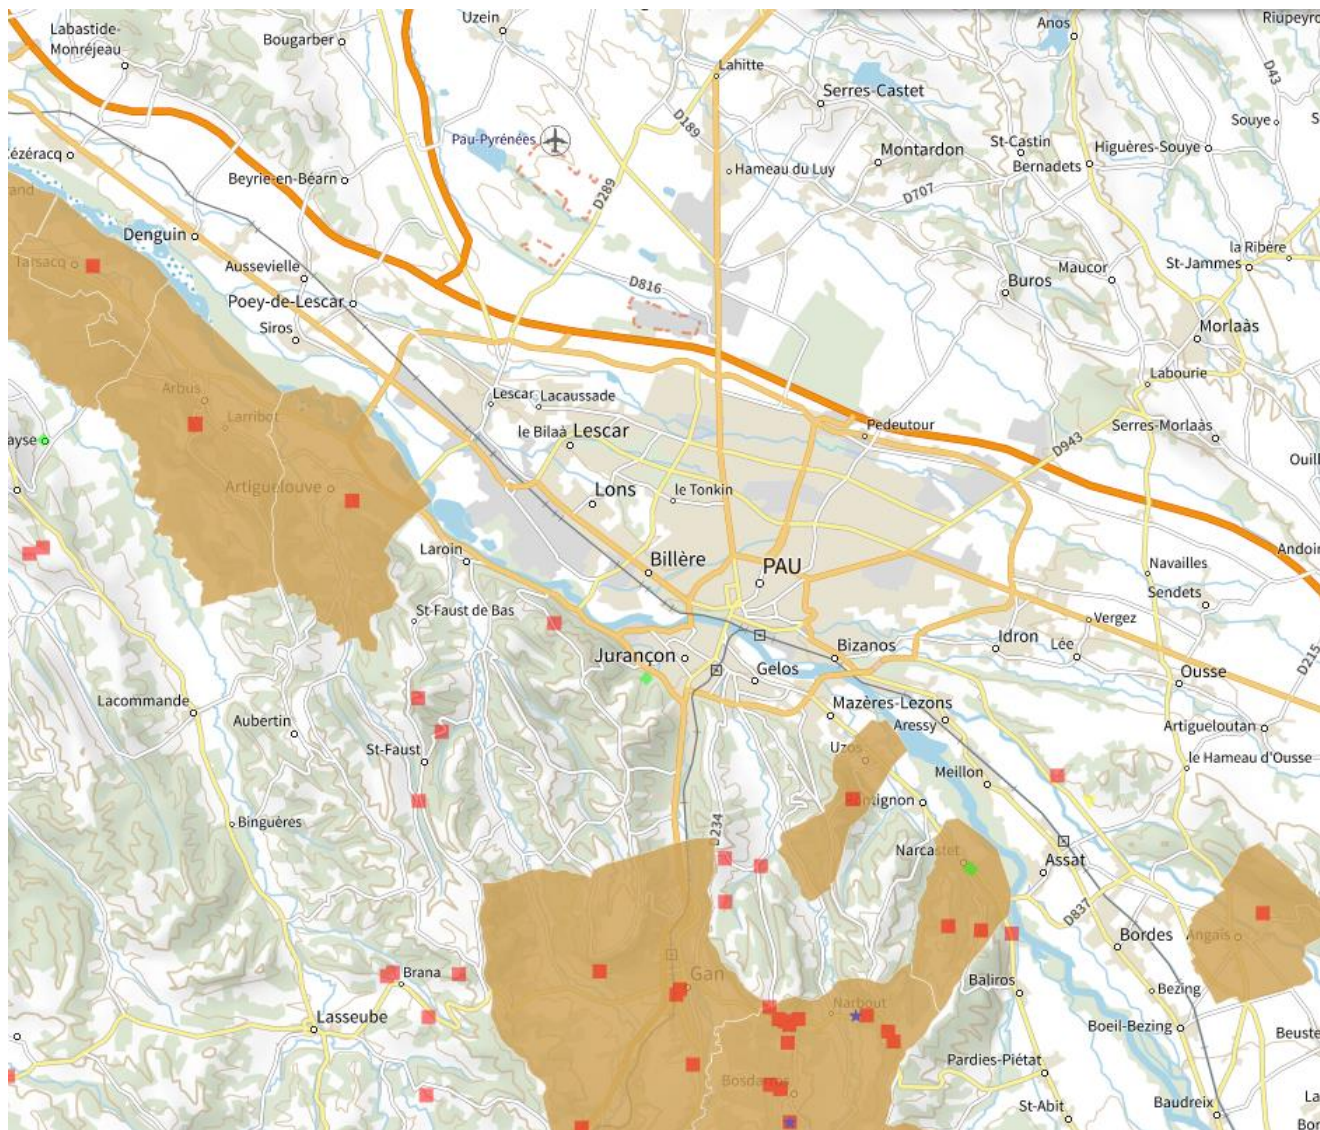 Labastide-
Monréjeau
Bougarber
Uzein
Anos
Lahitte
Serres-Castet
D43
Souye
D189
Pau-Pyrénées
Hameau du Luy
Montardon
St-Castin
Bernadets
Higuères-Souye
Beyrie-en-Béarn
D289
D707
Denguin
Tarsacq
Aussevielle
la Ribère
St-Jammes
Maucor
Buros
Poey-de-Lescar
Siros
D816
Morlaàs
Labourie
Arbus
Larribot
Lescar
Lacaussade
le Bilaà
Lescar
Pedeutour
Serres-Morlaàs
D943
Artiguelouve
Lons
le Tonkin
Laroin
Billère
PAU
Navailles
Sendets
St-Faust de Bas
Vergez
Idron
Lée
Bizanos
Jurançon
Gelos
Ousse
D215
Lacommande
Aubertin
Mazères-Lezons
Aressy
Artigueloutan
St-Faust
Uzos
le Hameau d'Ousse
Meillon
Binguères
D234
Narcastet
Assat
D837
Bordes
Angaïs
Brana
Gan
Baliros
Bezing
Lasseube
Narbout
Boeil-Bezing
Pardies-Piétat
St-Abit
Baudreix